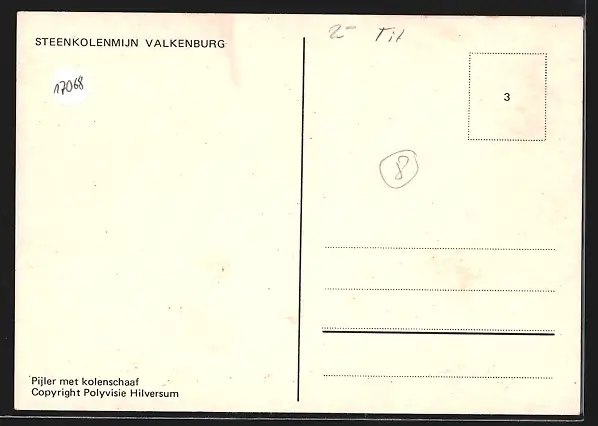 STEENKOLENMIJN VALKENBURG
17068
2-
Til
3
8
Pijler met kolenschaaf
Copyright Polyvisie Hilversum